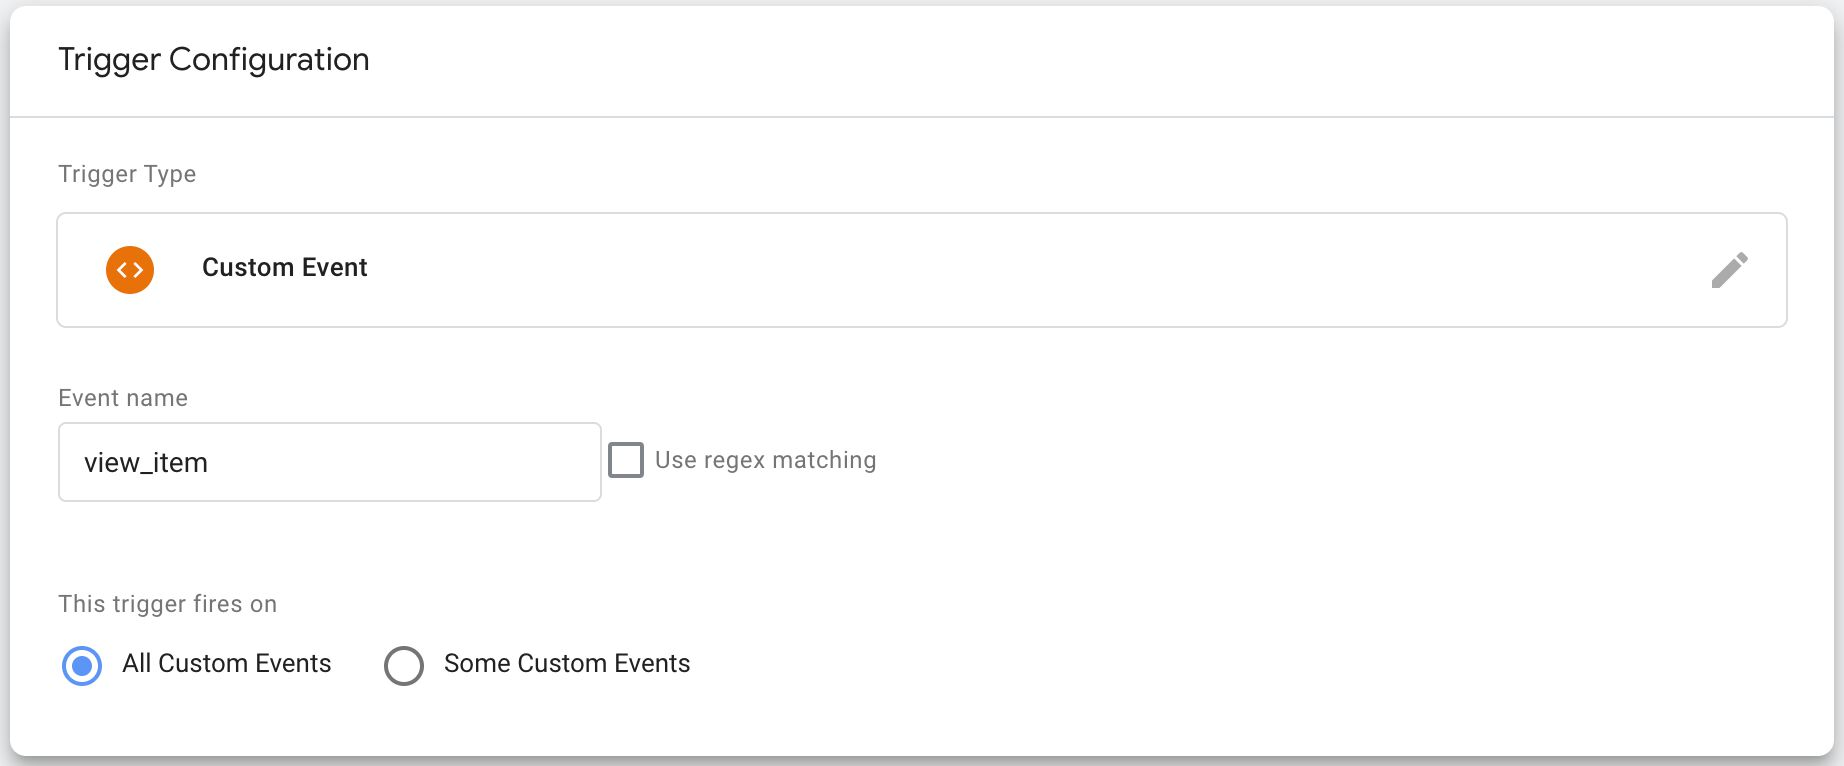 Trigger Configuration
Trigger Type
Custom Event
Event name
view_item
Use regex matching
This trigger fires on
All Custom Events
Some Custom Events